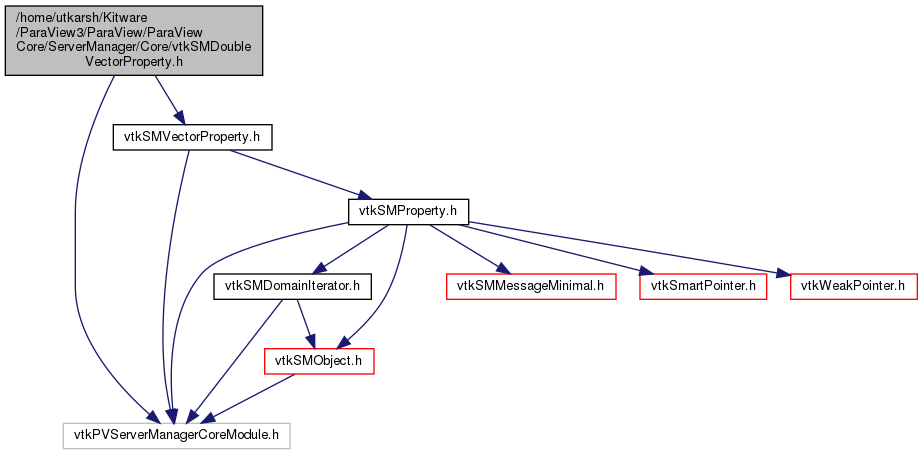 /home/utkarsh/Kitware
/ParaView3/ParaView/ParaView
Core/ServerManager/Core/vtkSMDouble
VectorProperty.h
vtkSMVectorProperty.h
vtkSMProperty.h
vtkSMDomainIterator.h
vtkSMMessageMinimal.h
vtkSmartPointer.h
vtkWeakPointer.h
vtkSMObject.h
vtkPVServerManagerCoreModule.h